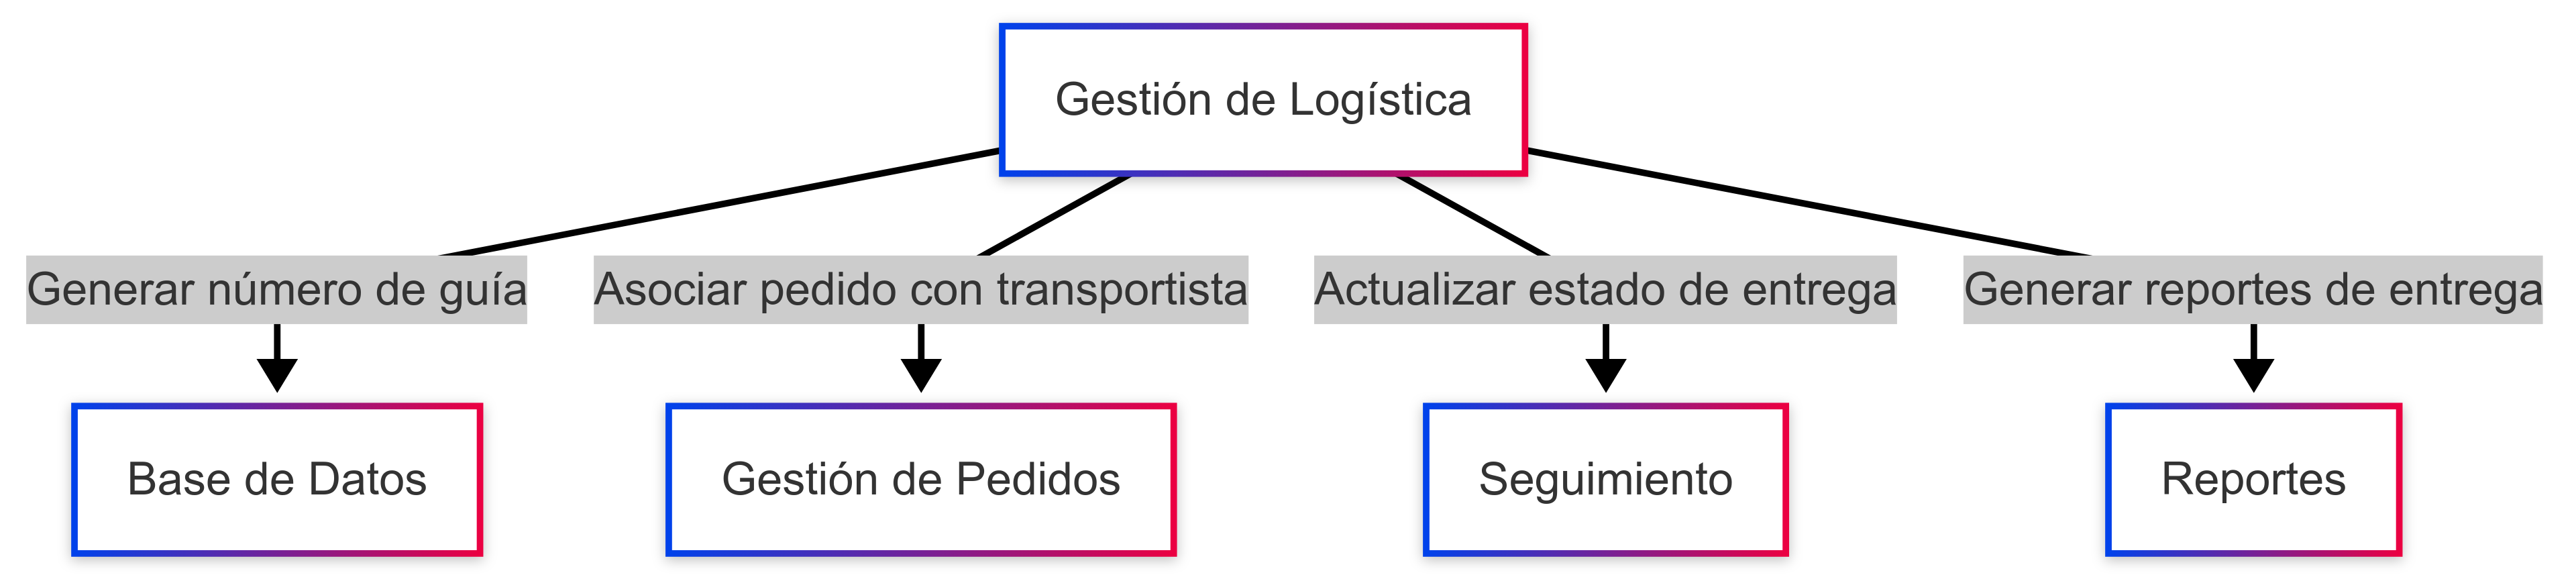 Gestión de Logística
Generar número de guía
Asociar pedido con transportista
Actualizar estado de entrega
Generar reportes de entrega
Base de Datos
Gestión de Pedidos
Seguimiento
Reportes